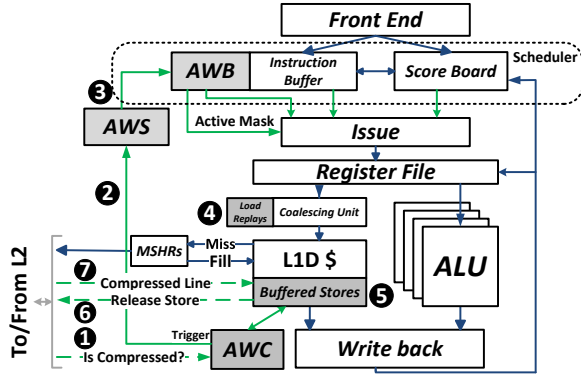 Front End
Scheduler
AWB
Instruction
Buffer
Score Board
3
AWS
Active Mask
Issue
2
Register File
4
Load
Replays
Coalescing Unit
MSHRs
Miss
Fill
L1D $
ALU
7
Compressed Line
Release Store
Buffered Stores
5
6
To/From L2
1
Trigger
Is Compressed?
AWC
Write back